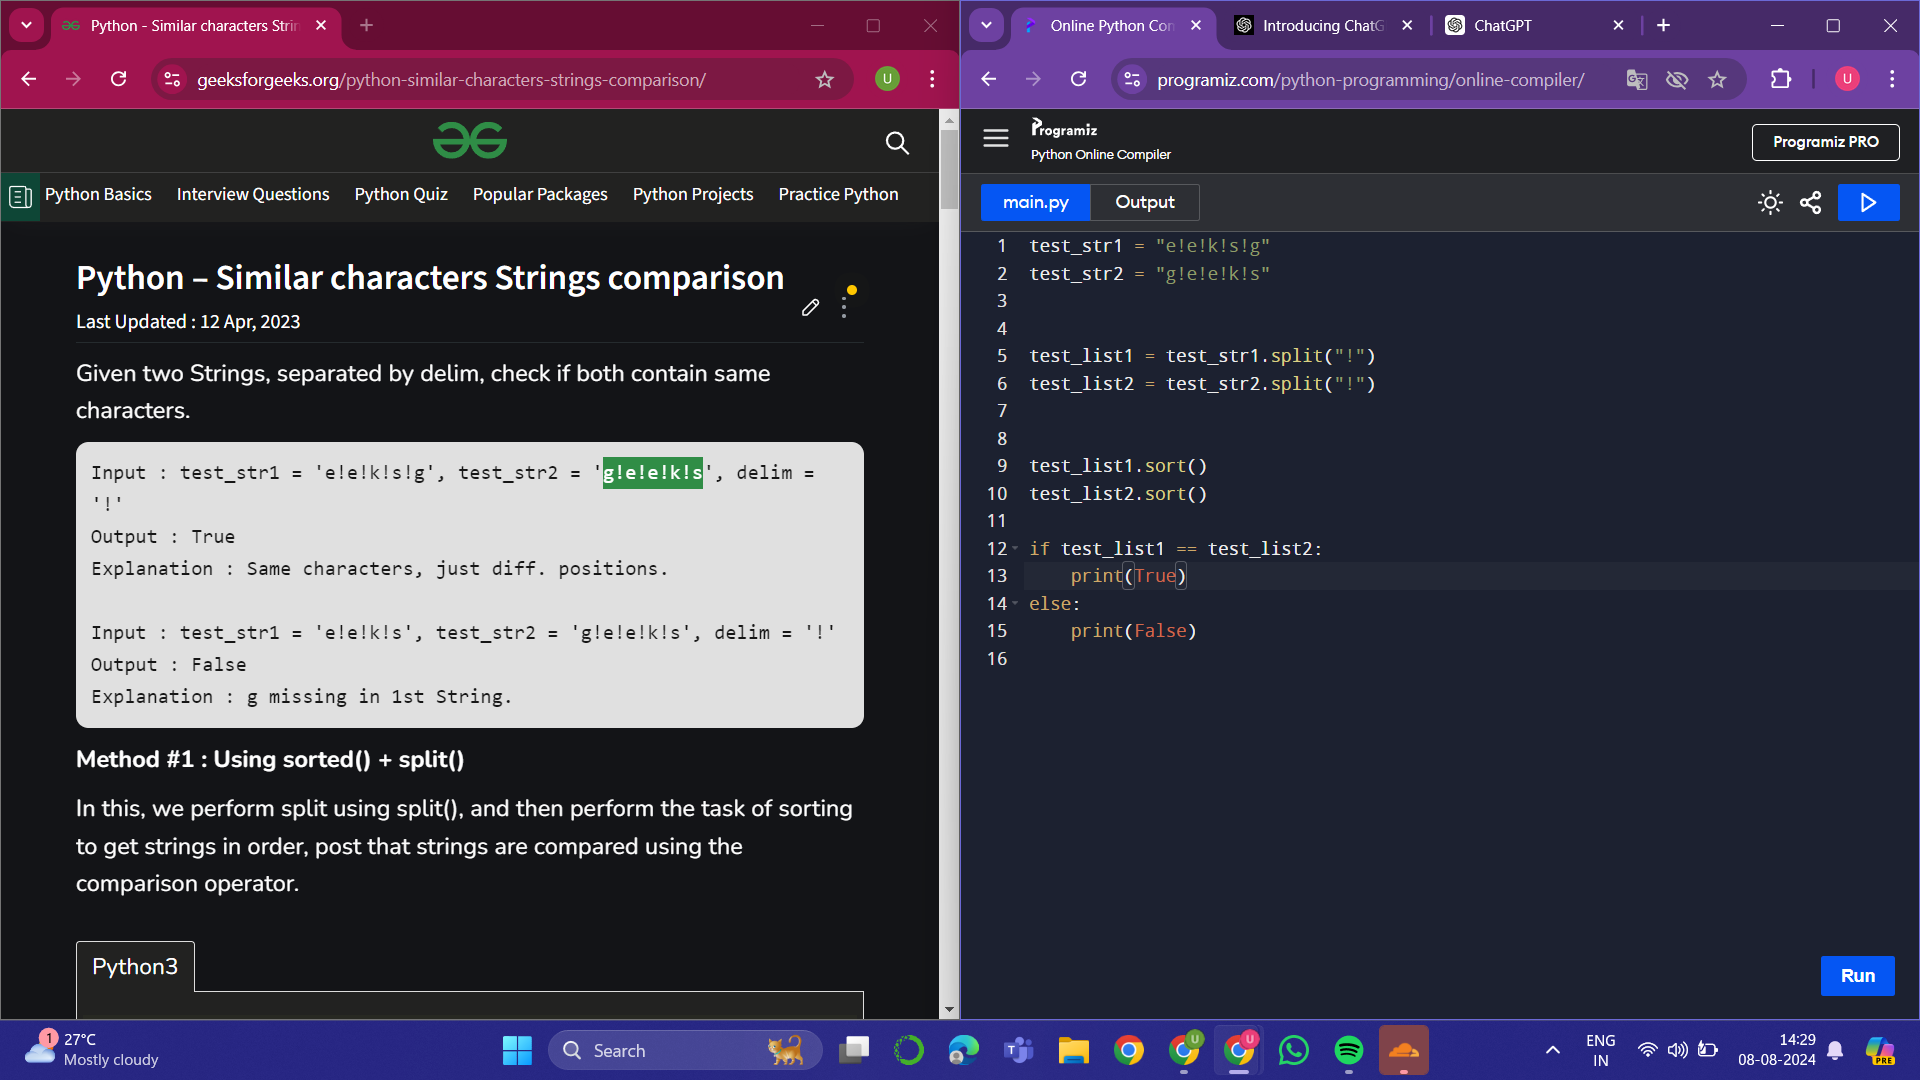 Python - Similar characters Strin
geeksforgeeks.org/python-similar-characters-strings-comparison/
U
Python Basics
Interview Questions
Python Quiz
Popular Packages
Python Projects
Practice Python
Python – Similar characters Strings comparison
Last Updated : 12 Apr, 2023
Given two Strings, separated by delim, check if both contain same
characters.
Input : test_str1 = 'e!e!k!s!g', test_str2 = 'g!e!e!k!s', delim =
'!'
Output : True
Explanation : Same characters, just diff. positions.
Input : test_str1 = 'e!e!k!s', test_str2 = 'g!e!e!k!s', delim = '!'
Output : False
Explanation : g missing in 1st String.
Method #1 : Using sorted() + split()
In this, we perform split using split(), and then perform the task of sorting
to get strings in order, post that strings are compared using the
comparison operator.
Python3
Online Python Con
Introducing ChatG
ChatGPT
programiz.com/python-programming/online-compiler/
U
Programiz
Python Online Compiler
Programiz PRO
main.py
Output
1 test_str1 = "e!e!k!s!g"
2 test_str2 = "g!e!e!k!s"
3
4
5 test_list1 = test_str1.split("!")
6 test_list2 = test_str2.split("!")
7
8
9 test_list1.sort()
10 test_list2.sort()
11
12 if test_list1 == test_list2:
13     print(True)
14 else:
15     print(False)
16
Run
1
27°C
Mostly cloudy
Search
U
U
ENG
IN
14:29
08-08-2024
PRE